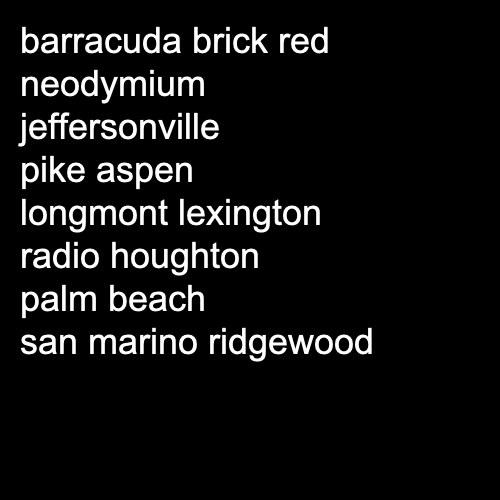 barracuda brick red
neodymium
jeffersonville
pike aspen
longmont lexington
radio houghton
palm beach
san marino ridgewood